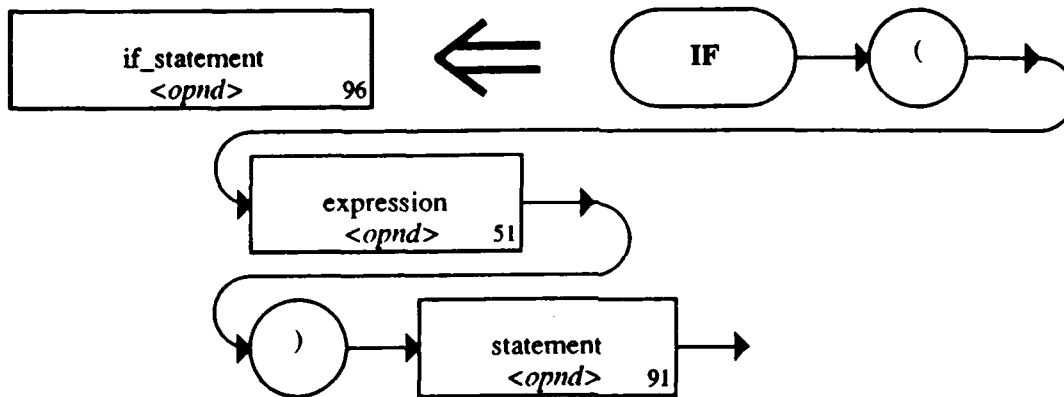 if_statement
<opnd> 96
IF
(
expression
<opnd> 51
)
statement
<opnd> 91